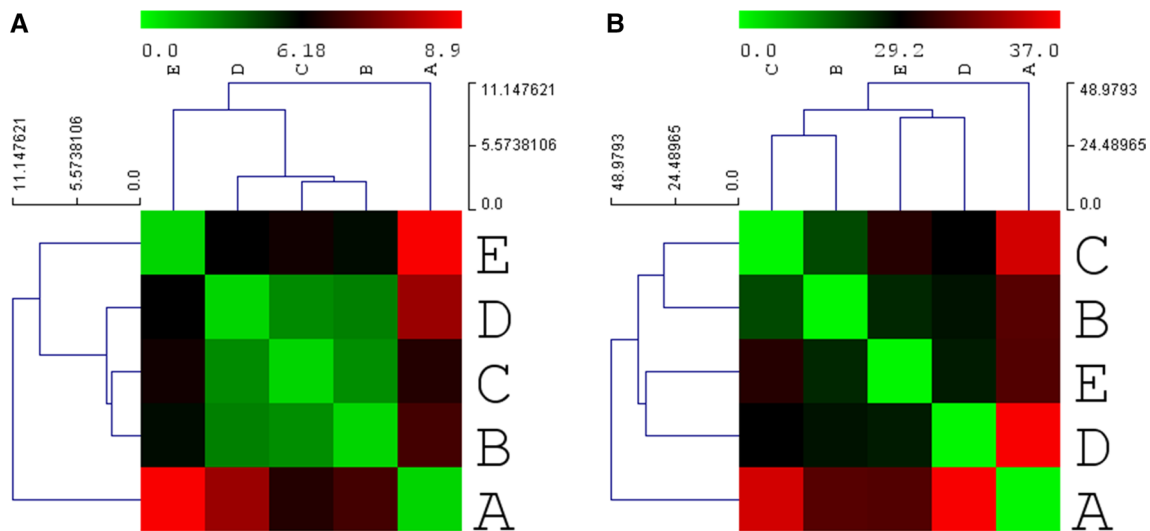 A
0.0 6.18 8.9
E D C B A
11.147621
5.5738106
0.0
11.147621
5.5738106
0.0
E
D
C
B
A
B
0.0 29.2 37.0
C B E D A
48.9793
24.48965
0.0
48.9793
24.48965
0.0
C
B
E
D
A